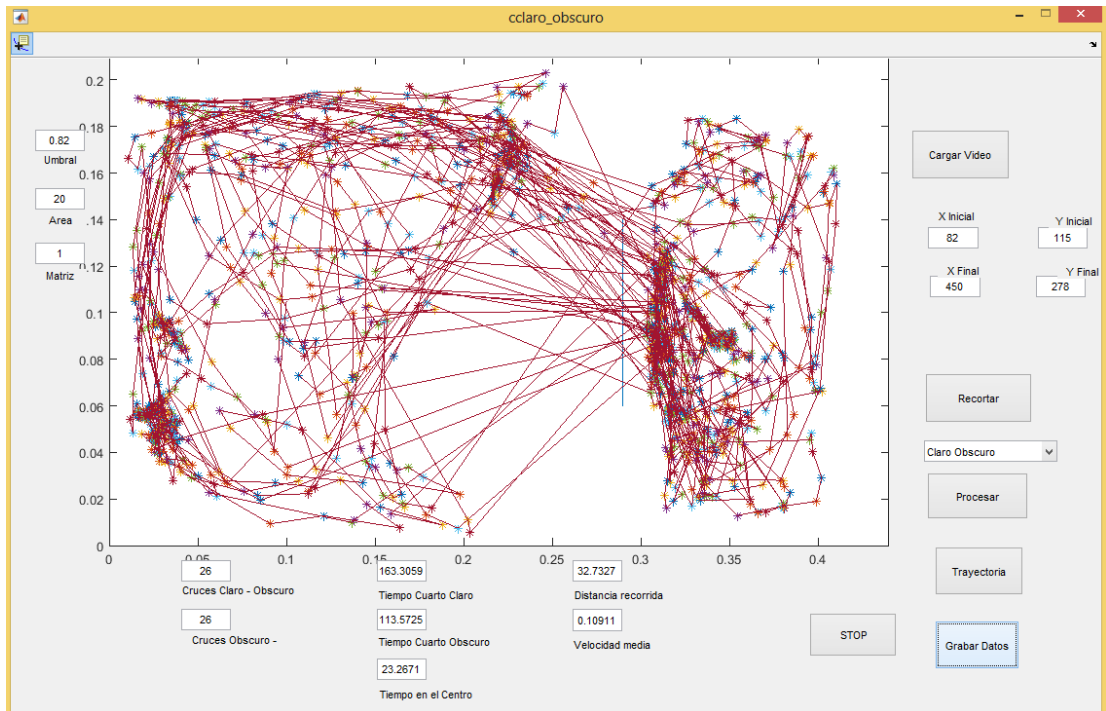 cclaro_obscuro
0.82
Umbral
20
Area
1
Matriz
0.2
0.18
0.16
0.14
0.12
0.1
0.08
0.06
0.04
0.02
0
0 0.05 0.1 0.15 0.2 0.25 0.3 0.35 0.4
Cargar Video
X Inicial
82
Y Inicial
115
X Final
450
Y Final
278
Recortar
Claro Obscuro
Procesar
Trayectoria
Grabar Datos
STOP
26
Cruces Claro - Obscuro
26
Cruces Obscuro -
163.3059
Tiempo Cuarto Claro
113.5725
Tiempo Cuarto Obscuro
23.2671
Tiempo en el Centro
32.7327
Distancia recorrida
0.10911
Velocidad media